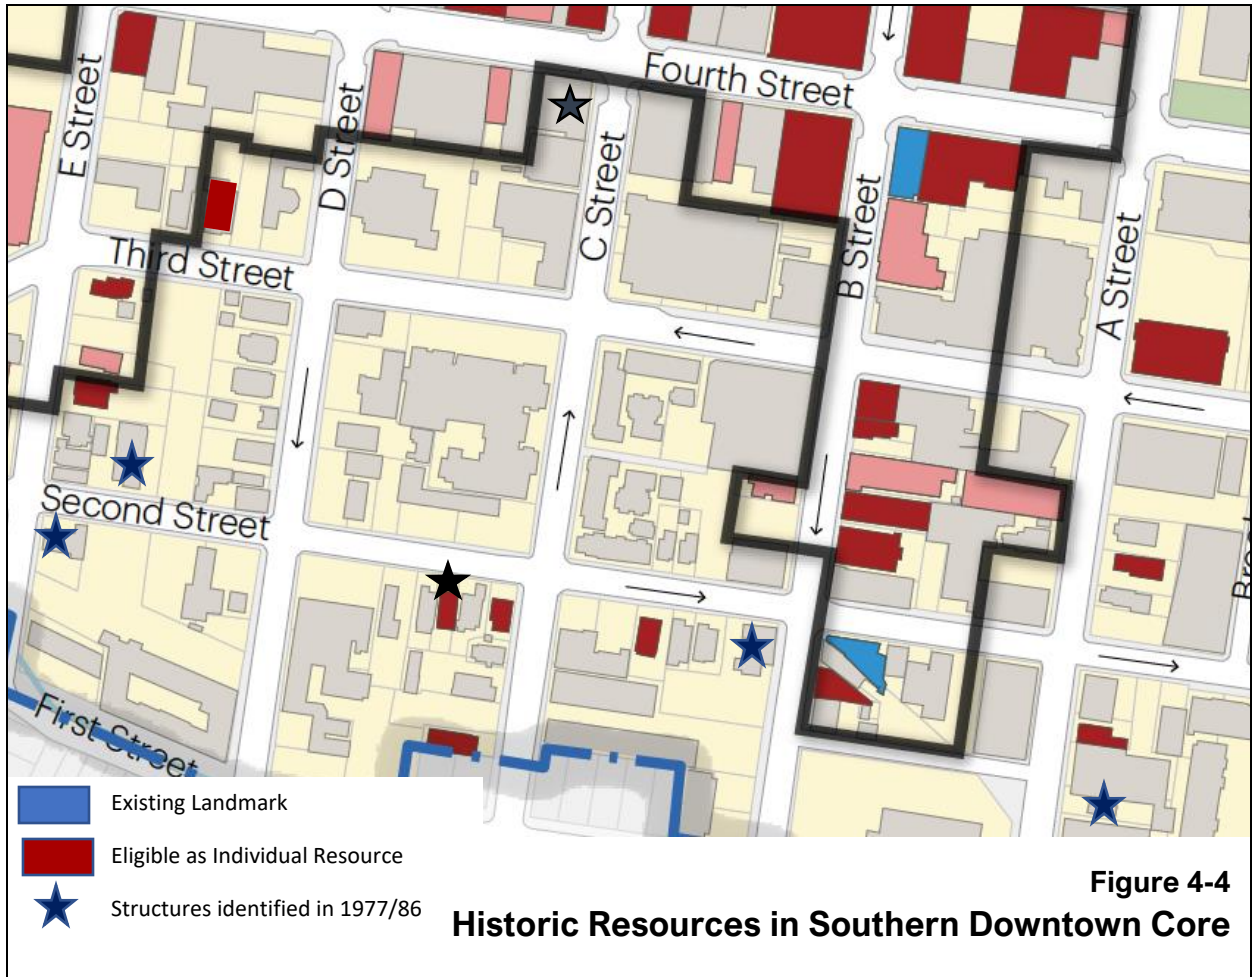 Fourth Street
E Street
D Street
C Street
B Street
A Street
Third Street
Second Street
First Street
Existing Landmark
Eligible as Individual Resource
Structures identified in 1977/86
Figure 4-4
Historic Resources in Southern Downtown Core